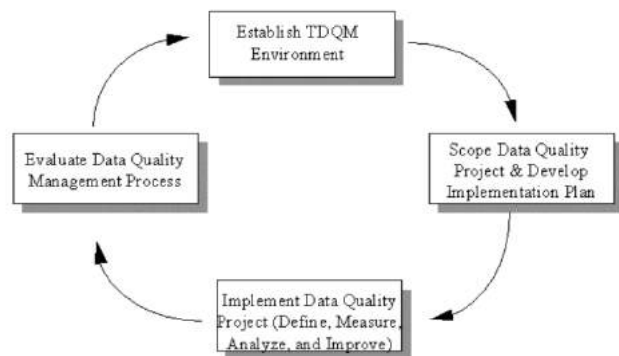 Establish TDQM
Environment
Scope Data Quality
Project & Develop
Implementation Plan
Implement Data Quality
Project (Define, Measure,
Analyze, and Improve)
Evaluate Data Quality
Management Process